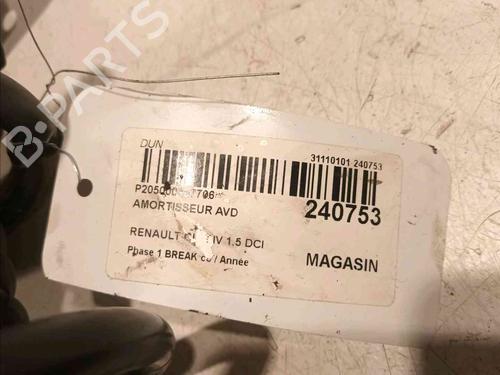 B-PARTS
DUN
31110101 240753
AMORTISSEUR AVD
240753
RENAULT IV 1.5 DCI
Phase 1 BREAK / Année
MAGASIN